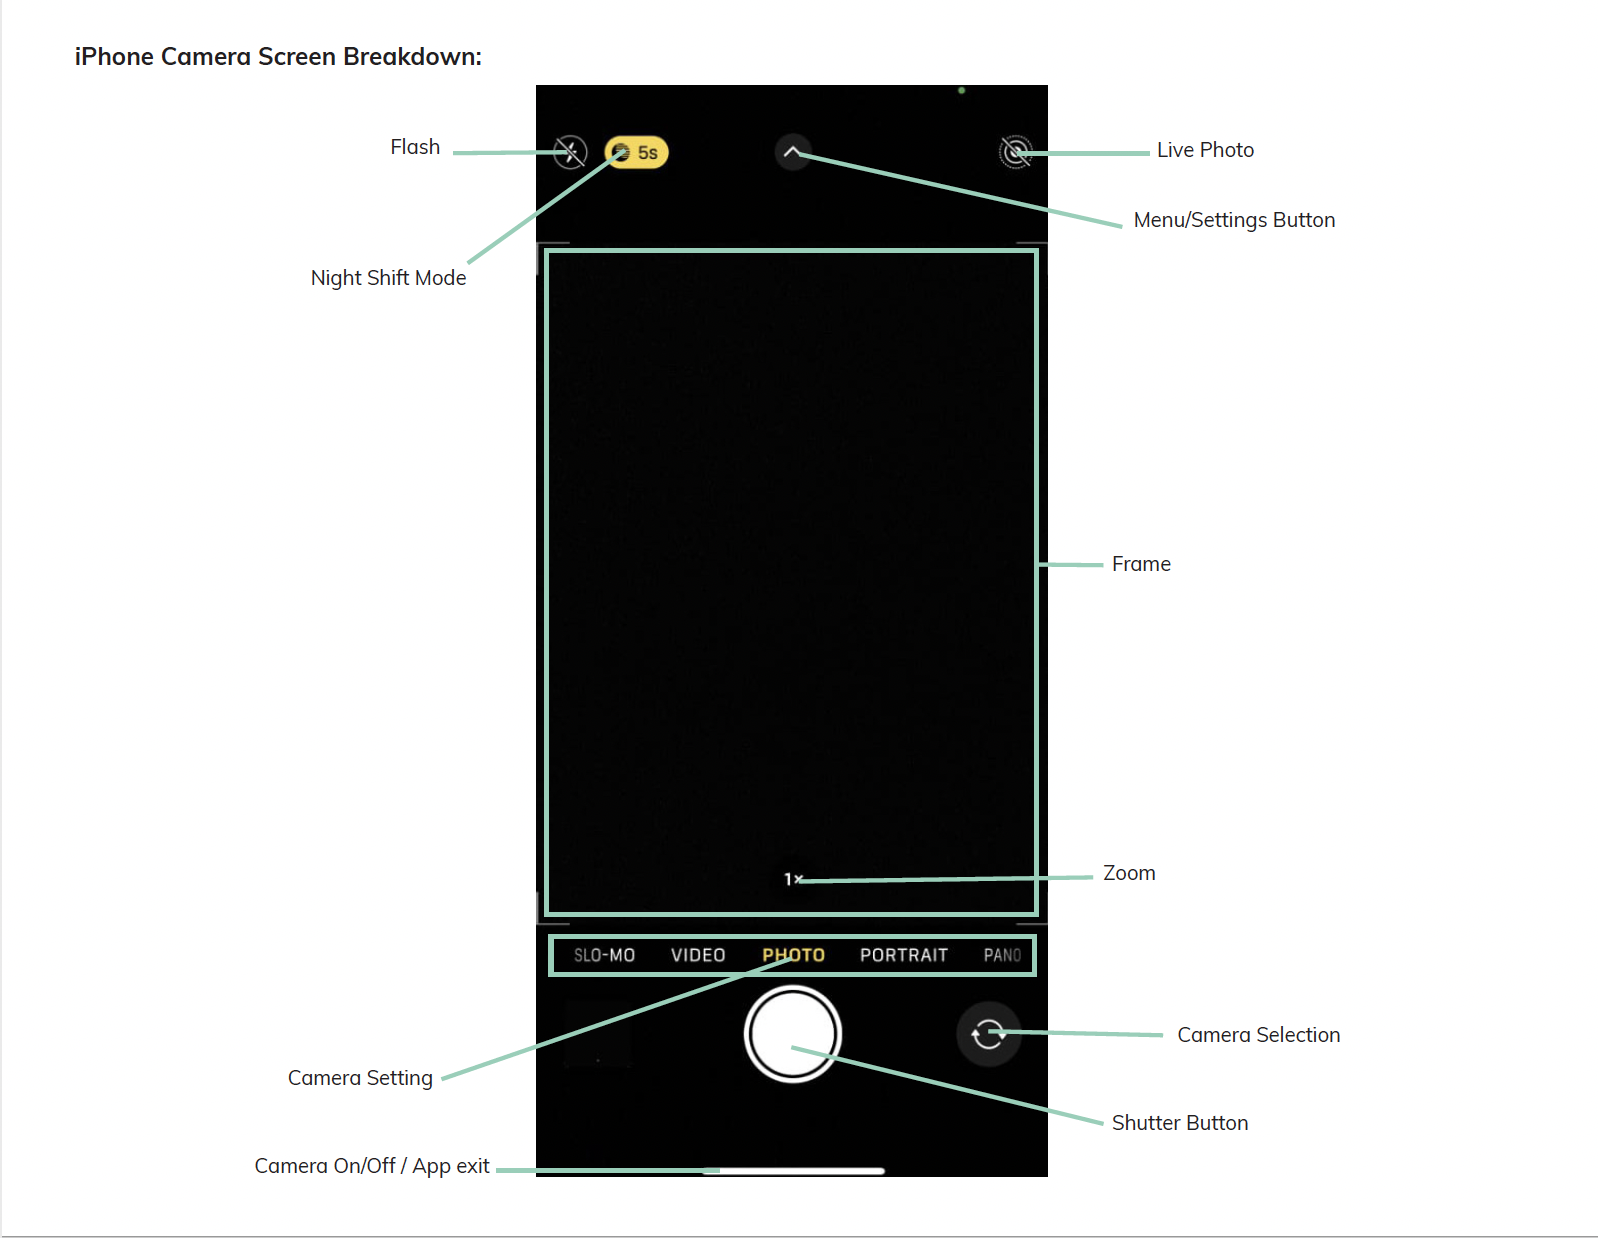 iPhone Camera Screen Breakdown:
Flash
5s
Live Photo
Menu/Settings Button
Night Shift Mode
Frame
1×
Zoom
SLO-MO VIDEO PHOTO PORTRAIT PANO
Camera Selection
Camera Setting
Shutter Button
Camera On/Off / App exit